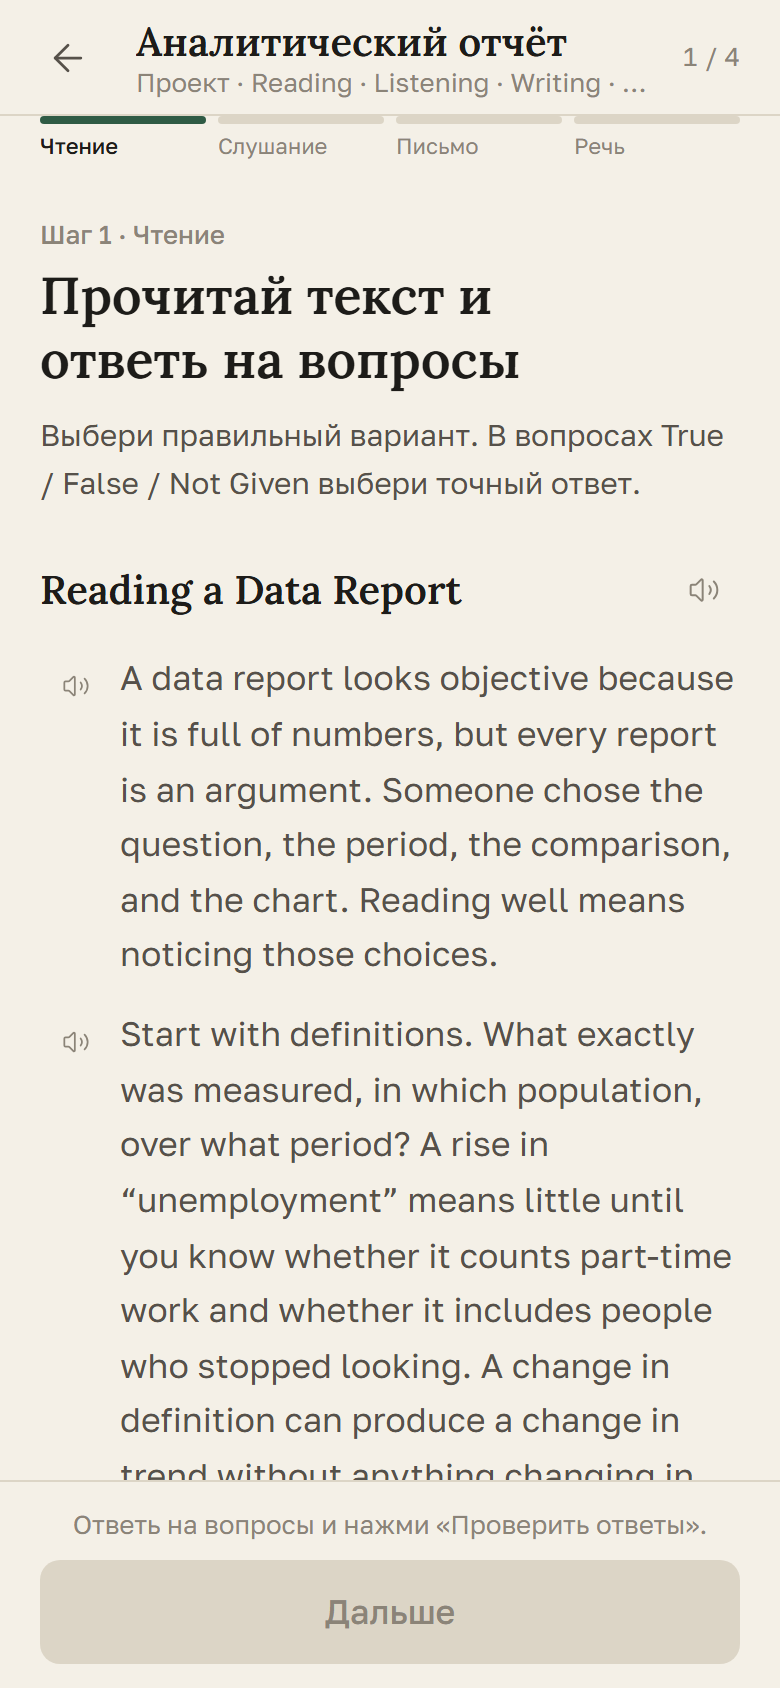 Аналитический отчёт
Проект · Reading · Listening · Writing · ...
1 / 4
Чтение
Слушание
Письмо
Речь
Шаг 1 · Чтение
Прочитай текст и
ответь на вопросы
Выбери правильный вариант. В вопросах True
/ False / Not Given выбери точный ответ.
Reading a Data Report
A data report looks objective because
it is full of numbers, but every report
is an argument. Someone chose the
question, the period, the comparison,
and the chart. Reading well means
noticing those choices.
Start with definitions. What exactly
was measured, in which population,
over what period? A rise in
“unemployment” means little until
you know whether it counts part-time
work and whether it includes people
who stopped looking. A change in
definition can produce a change in
trend without anything changing in
Ответь на вопросы и нажми «Проверить ответы».
Дальше